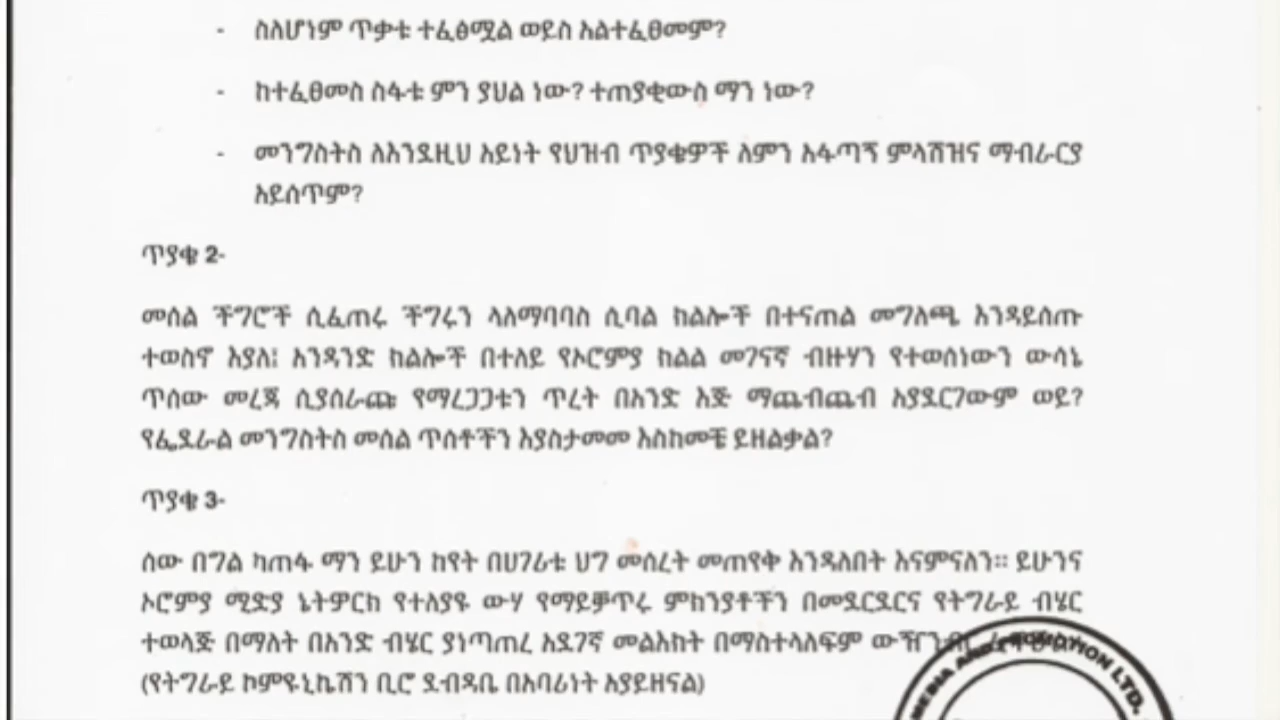 - ስለሆነም ጥቃቱ ተፈፅሟል ወይስ አልተፈፀመም?
- ከተፈፀመስ ስፋቱ ምን ያህል ነው? ተጠያቂውስ ማን ነው?
- መንግስትስ ለእንደዚህ አይነት የህዝብ ጥያቄዎች ለምን አፋጣኝ ምላሽዝና ማብራርያ
አይሰጥም?
ጥያቄ 2-
መሰል ችግሮች ሲፈጠሩ ችግሩን ላለማባባስ ሲባል ክልሎች በተናጠል መግለጫ እንዳይሰጡ
ተወስኖ እያለ፤ አንዳንድ ክልሎች በተለይ የኦሮምያ ክልል መገናኛ ብዙሃን የተወሰነውን ውሳኔ
ጥሰው መረጃ ሲያሰራጩ የማረጋጋቱን ጥረት በአንድ እጅ ማጨብጨብ አያደርገውም ወይ?
የፌደራል መንግስትስ መሰል ጥሰቶችን እያስታመመ እስከመቼ ይዘልቃል?
ጥያቄ 3-
ሰው በግል ካጠፋ ማን ይሁን ከየት በሀገሪቱ ህግ መሰረት መጠየቅ እንዳለበት እናምናለን። ይሁንና
ኦሮምያ ሚድያ ኔትዎርክ የተለያዩ ውሃ የማይቋጥሩ ምክንያቶችን በመደርደርና የትግራይ ብሄር
ተወላጅ በማለት በአንድ ብሄር ያነጣጠረ አደገኛ መልእክት በማስተላለፍም
(የትግራይ ኮምዩኒኬሽን ቢሮ ደብዳቤ በአባሪነት አያይዘናል)
MEDIA AND PROMOTION LTD.